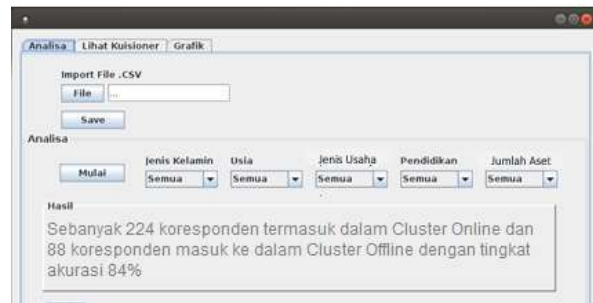 Analisa Lihat Kuisioner Grafik
Import File .CSV
File ...
Save
Analisa
Jenis Kelamin Usia Jenis Usaha Pendidikan Jumlah Aset
Mulai Semua Semua Semua Semua Semua
Hasil
Sebanyak 224 koresponden termasuk dalam Cluster Online dan
88 koresponden masuk ke dalam Cluster Offline dengan tingkat
akurasi 84%